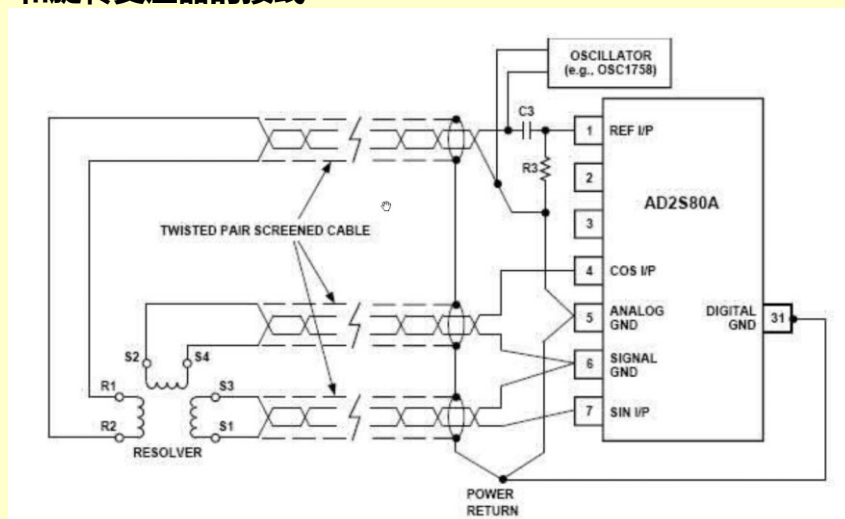 OSCILLATOR
(e.g., OSC1758)
C3
1 REF I/P
R3
2
AD2S80A
3
TWISTED PAIR SCREENED CABLE
4 COS I/P
5 ANALOG
GND
DIGITAL
GND 31
6 SIGNAL
GND
S2 S4
R1 S3
7 SIN I/P
R2 S1
RESOLVER
POWER
RETURN